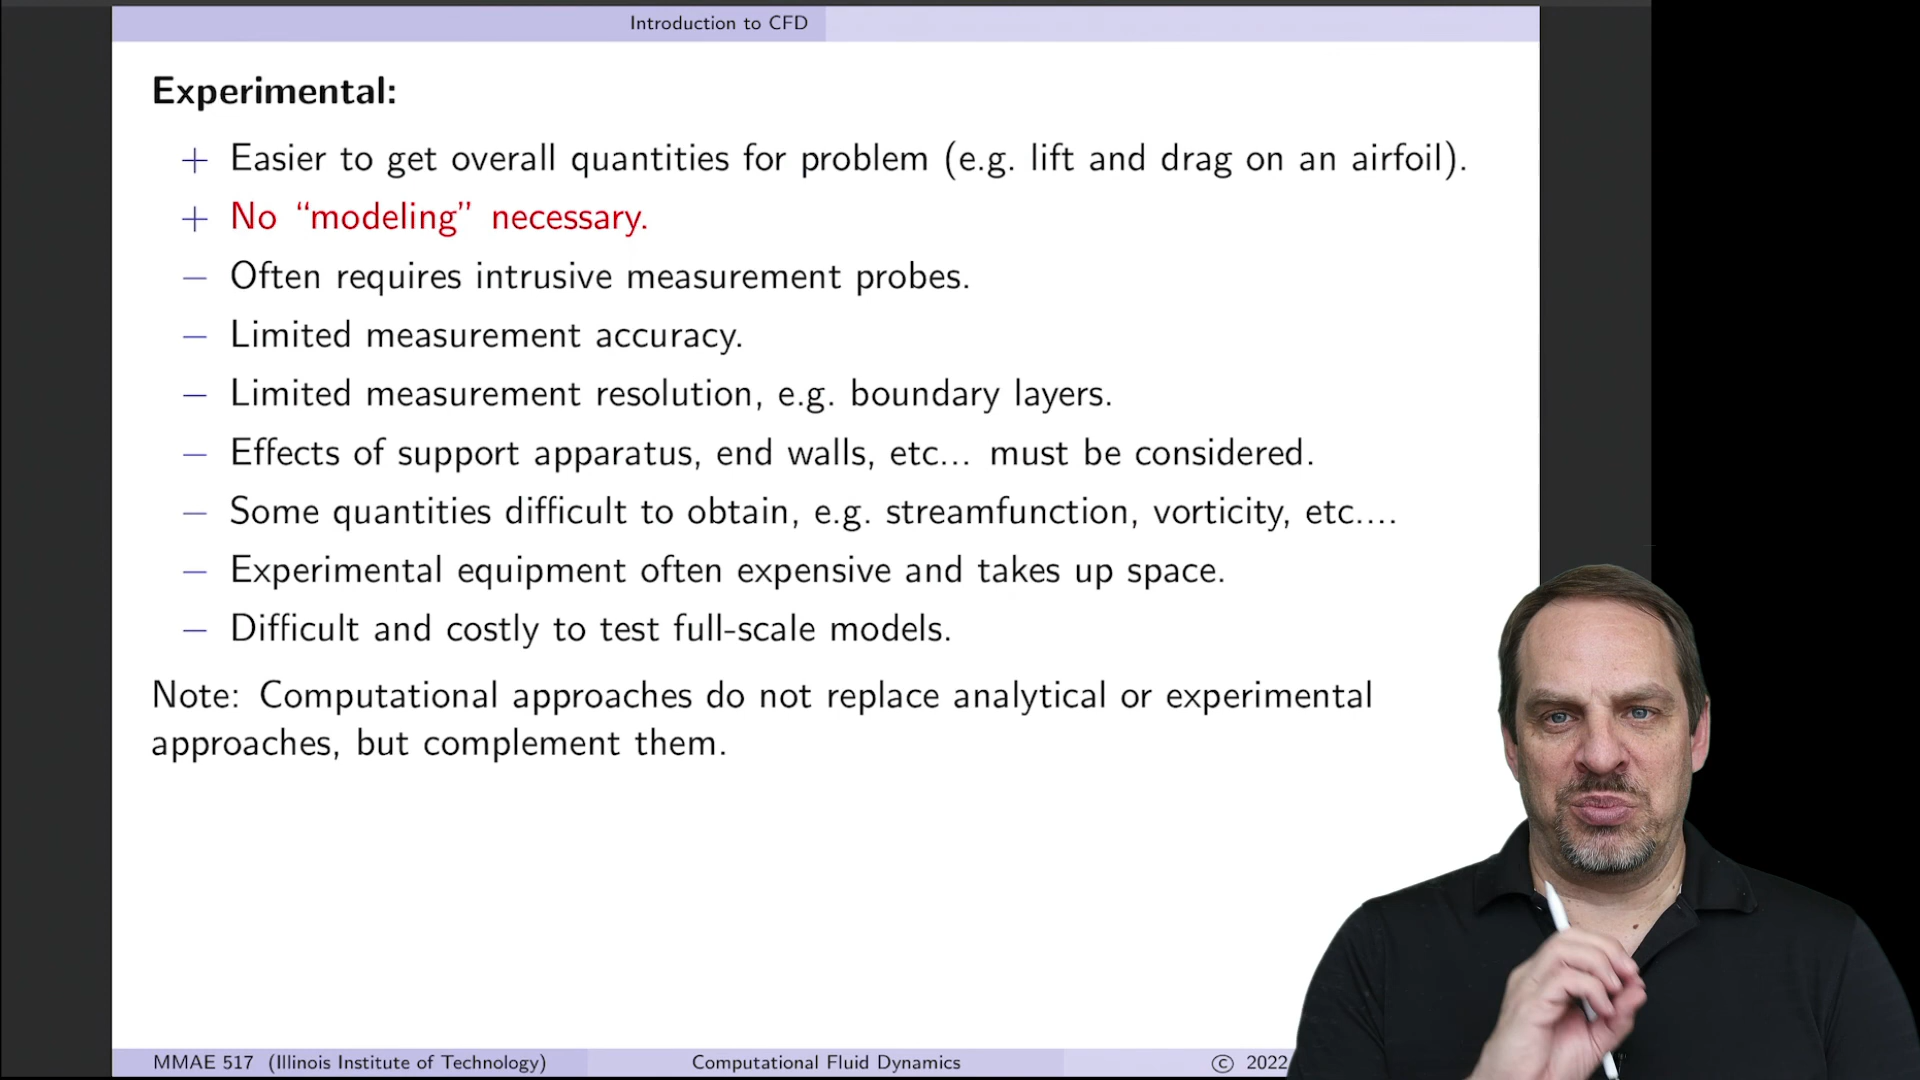 Introduction to CFD
Experimental:
+ Easier to get overall quantities for problem (e.g. lift and drag on an airfoil).
+ No “modeling” necessary.
− Often requires intrusive measurement probes.
− Limited measurement accuracy.
− Limited measurement resolution, e.g. boundary layers.
− Effects of support apparatus, end walls, etc... must be considered.
− Some quantities difficult to obtain, e.g. streamfunction, vorticity, etc....
− Experimental equipment often expensive and takes up space.
− Difficult and costly to test full-scale models.
Note: Computational approaches do not replace analytical or experimental
approaches, but complement them.
MMAE 517 (Illinois Institute of Technology) Computational Fluid Dynamics © 2022